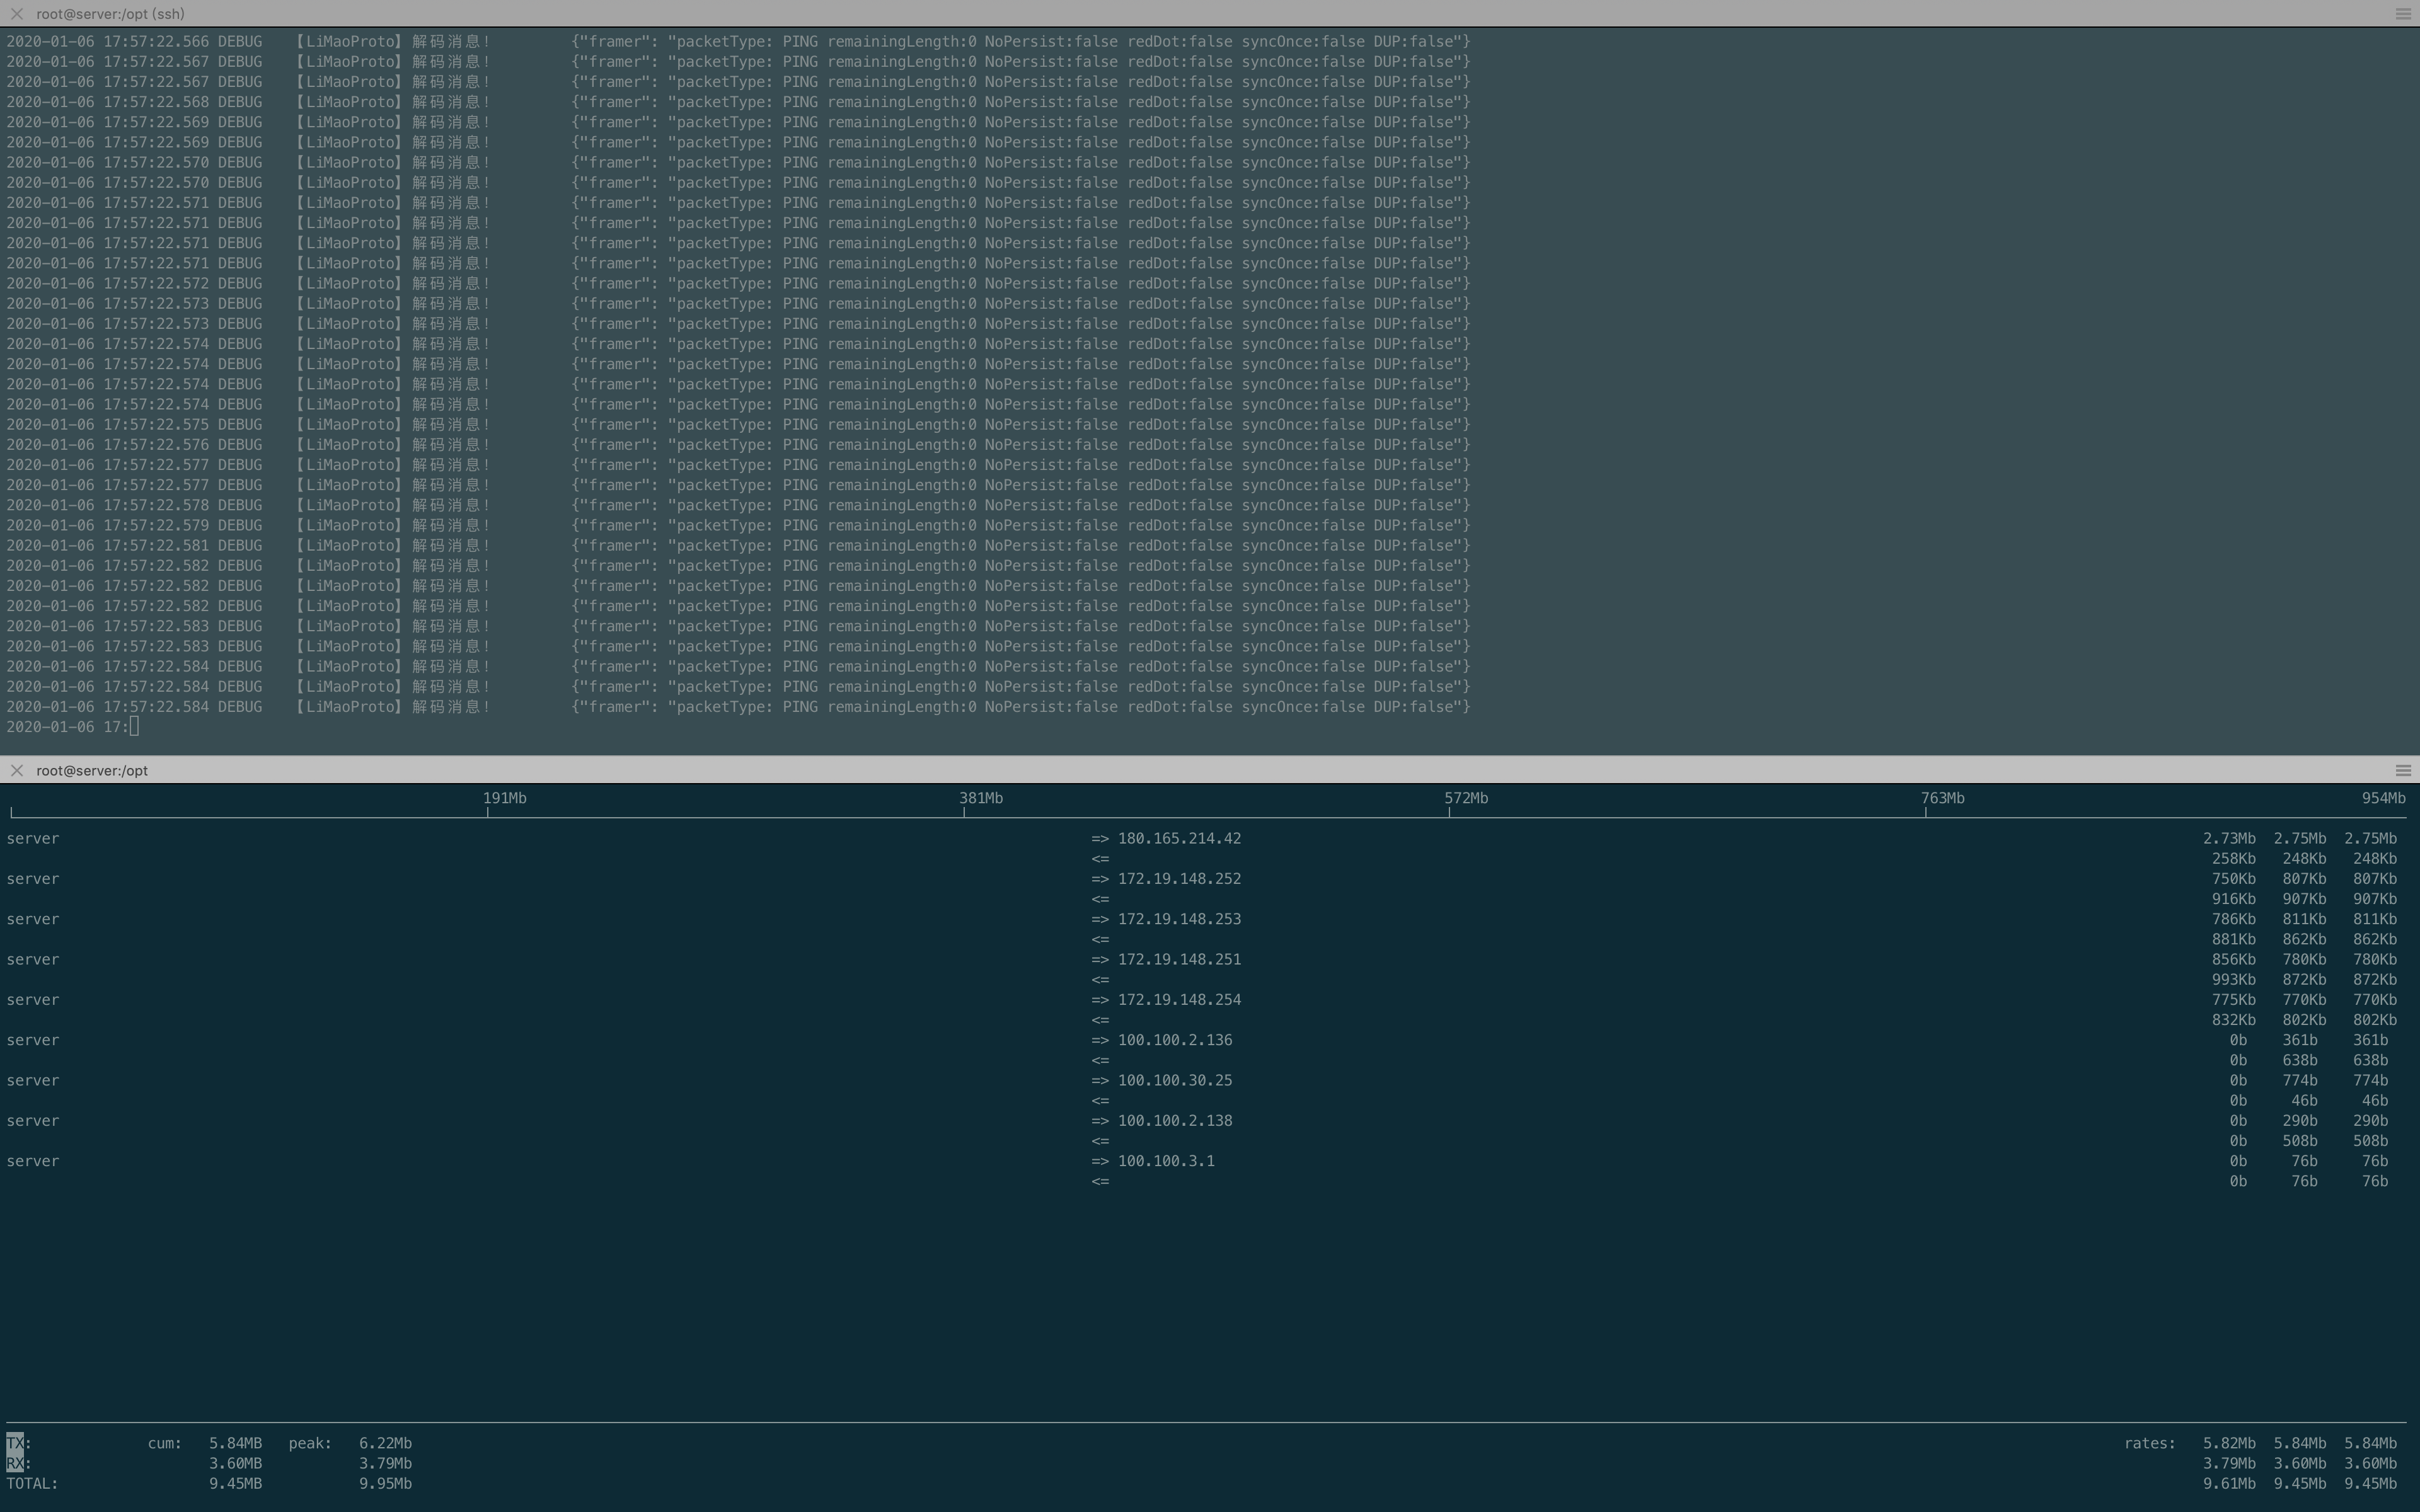 root@server:/opt (ssh)
2020-01-06 17:57:22.566 DEBUG 【LiMaoProto】解码消息! {"framer": "packetType: PING remainingLength:0 NoPersist:false redDot:false syncOnce:false DUP:false"}
2020-01-06 17:57:22.567 DEBUG 【LiMaoProto】解码消息! {"framer": "packetType: PING remainingLength:0 NoPersist:false redDot:false syncOnce:false DUP:false"}
2020-01-06 17:57:22.567 DEBUG 【LiMaoProto】解码消息! {"framer": "packetType: PING remainingLength:0 NoPersist:false redDot:false syncOnce:false DUP:false"}
2020-01-06 17:57:22.568 DEBUG 【LiMaoProto】解码消息! {"framer": "packetType: PING remainingLength:0 NoPersist:false redDot:false syncOnce:false DUP:false"}
2020-01-06 17:57:22.569 DEBUG 【LiMaoProto】解码消息! {"framer": "packetType: PING remainingLength:0 NoPersist:false redDot:false syncOnce:false DUP:false"}
2020-01-06 17:57:22.569 DEBUG 【LiMaoProto】解码消息! {"framer": "packetType: PING remainingLength:0 NoPersist:false redDot:false syncOnce:false DUP:false"}
2020-01-06 17:57:22.570 DEBUG 【LiMaoProto】解码消息! {"framer": "packetType: PING remainingLength:0 NoPersist:false redDot:false syncOnce:false DUP:false"}
2020-01-06 17:57:22.570 DEBUG 【LiMaoProto】解码消息! {"framer": "packetType: PING remainingLength:0 NoPersist:false redDot:false syncOnce:false DUP:false"}
2020-01-06 17:57:22.571 DEBUG 【LiMaoProto】解码消息! {"framer": "packetType: PING remainingLength:0 NoPersist:false redDot:false syncOnce:false DUP:false"}
2020-01-06 17:57:22.571 DEBUG 【LiMaoProto】解码消息! {"framer": "packetType: PING remainingLength:0 NoPersist:false redDot:false syncOnce:false DUP:false"}
2020-01-06 17:57:22.571 DEBUG 【LiMaoProto】解码消息! {"framer": "packetType: PING remainingLength:0 NoPersist:false redDot:false syncOnce:false DUP:false"}
2020-01-06 17:57:22.571 DEBUG 【LiMaoProto】解码消息! {"framer": "packetType: PING remainingLength:0 NoPersist:false redDot:false syncOnce:false DUP:false"}
2020-01-06 17:57:22.572 DEBUG 【LiMaoProto】解码消息! {"framer": "packetType: PING remainingLength:0 NoPersist:false redDot:false syncOnce:false DUP:false"}
2020-01-06 17:57:22.573 DEBUG 【LiMaoProto】解码消息! {"framer": "packetType: PING remainingLength:0 NoPersist:false redDot:false syncOnce:false DUP:false"}
2020-01-06 17:57:22.573 DEBUG 【LiMaoProto】解码消息! {"framer": "packetType: PING remainingLength:0 NoPersist:false redDot:false syncOnce:false DUP:false"}
2020-01-06 17:57:22.574 DEBUG 【LiMaoProto】解码消息! {"framer": "packetType: PING remainingLength:0 NoPersist:false redDot:false syncOnce:false DUP:false"}
2020-01-06 17:57:22.574 DEBUG 【LiMaoProto】解码消息! {"framer": "packetType: PING remainingLength:0 NoPersist:false redDot:false syncOnce:false DUP:false"}
2020-01-06 17:57:22.574 DEBUG 【LiMaoProto】解码消息! {"framer": "packetType: PING remainingLength:0 NoPersist:false redDot:false syncOnce:false DUP:false"}
2020-01-06 17:57:22.574 DEBUG 【LiMaoProto】解码消息! {"framer": "packetType: PING remainingLength:0 NoPersist:false redDot:false syncOnce:false DUP:false"}
2020-01-06 17:57:22.575 DEBUG 【LiMaoProto】解码消息! {"framer": "packetType: PING remainingLength:0 NoPersist:false redDot:false syncOnce:false DUP:false"}
2020-01-06 17:57:22.576 DEBUG 【LiMaoProto】解码消息! {"framer": "packetType: PING remainingLength:0 NoPersist:false redDot:false syncOnce:false DUP:false"}
2020-01-06 17:57:22.577 DEBUG 【LiMaoProto】解码消息! {"framer": "packetType: PING remainingLength:0 NoPersist:false redDot:false syncOnce:false DUP:false"}
2020-01-06 17:57:22.577 DEBUG 【LiMaoProto】解码消息! {"framer": "packetType: PING remainingLength:0 NoPersist:false redDot:false syncOnce:false DUP:false"}
2020-01-06 17:57:22.578 DEBUG 【LiMaoProto】解码消息! {"framer": "packetType: PING remainingLength:0 NoPersist:false redDot:false syncOnce:false DUP:false"}
2020-01-06 17:57:22.579 DEBUG 【LiMaoProto】解码消息! {"framer": "packetType: PING remainingLength:0 NoPersist:false redDot:false syncOnce:false DUP:false"}
2020-01-06 17:57:22.581 DEBUG 【LiMaoProto】解码消息! {"framer": "packetType: PING remainingLength:0 NoPersist:false redDot:false syncOnce:false DUP:false"}
2020-01-06 17:57:22.582 DEBUG 【LiMaoProto】解码消息! {"framer": "packetType: PING remainingLength:0 NoPersist:false redDot:false syncOnce:false DUP:false"}
2020-01-06 17:57:22.582 DEBUG 【LiMaoProto】解码消息! {"framer": "packetType: PING remainingLength:0 NoPersist:false redDot:false syncOnce:false DUP:false"}
2020-01-06 17:57:22.582 DEBUG 【LiMaoProto】解码消息! {"framer": "packetType: PING remainingLength:0 NoPersist:false redDot:false syncOnce:false DUP:false"}
2020-01-06 17:57:22.583 DEBUG 【LiMaoProto】解码消息! {"framer": "packetType: PING remainingLength:0 NoPersist:false redDot:false syncOnce:false DUP:false"}
2020-01-06 17:57:22.583 DEBUG 【LiMaoProto】解码消息! {"framer": "packetType: PING remainingLength:0 NoPersist:false redDot:false syncOnce:false DUP:false"}
2020-01-06 17:57:22.584 DEBUG 【LiMaoProto】解码消息! {"framer": "packetType: PING remainingLength:0 NoPersist:false redDot:false syncOnce:false DUP:false"}
2020-01-06 17:57:22.584 DEBUG 【LiMaoProto】解码消息! {"framer": "packetType: PING remainingLength:0 NoPersist:false redDot:false syncOnce:false DUP:false"}
2020-01-06 17:57:22.584 DEBUG 【LiMaoProto】解码消息! {"framer": "packetType: PING remainingLength:0 NoPersist:false redDot:false syncOnce:false DUP:false"}
2020-01-06 17:
root@server:/opt
191Mb 381Mb 572Mb 763Mb 954Mb
server => 180.165.214.42 2.73Mb 2.75Mb 2.75Mb
<= 258Kb 248Kb 248Kb
server => 172.19.148.252 750Kb 807Kb 807Kb
<= 916Kb 907Kb 907Kb
server => 172.19.148.253 786Kb 811Kb 811Kb
<= 881Kb 862Kb 862Kb
server => 172.19.148.251 856Kb 780Kb 780Kb
<= 993Kb 872Kb 872Kb
server => 172.19.148.254 775Kb 770Kb 770Kb
<= 832Kb 802Kb 802Kb
server => 100.100.2.136 0b 361b 361b
<= 0b 638b 638b
server => 100.100.30.25 0b 774b 774b
<= 0b 46b 46b
server => 100.100.2.138 0b 290b 290b
<= 0b 508b 508b
server => 100.100.3.1 0b 76b 76b
<= 0b 76b 76b
TX: cum: 5.84MB peak: 6.22Mb rates: 5.82Mb 5.84Mb 5.84Mb
RX: 3.60MB 3.79Mb 3.79Mb 3.60Mb 3.60Mb
TOTAL: 9.45MB 9.95Mb 9.61Mb 9.45Mb 9.45Mb